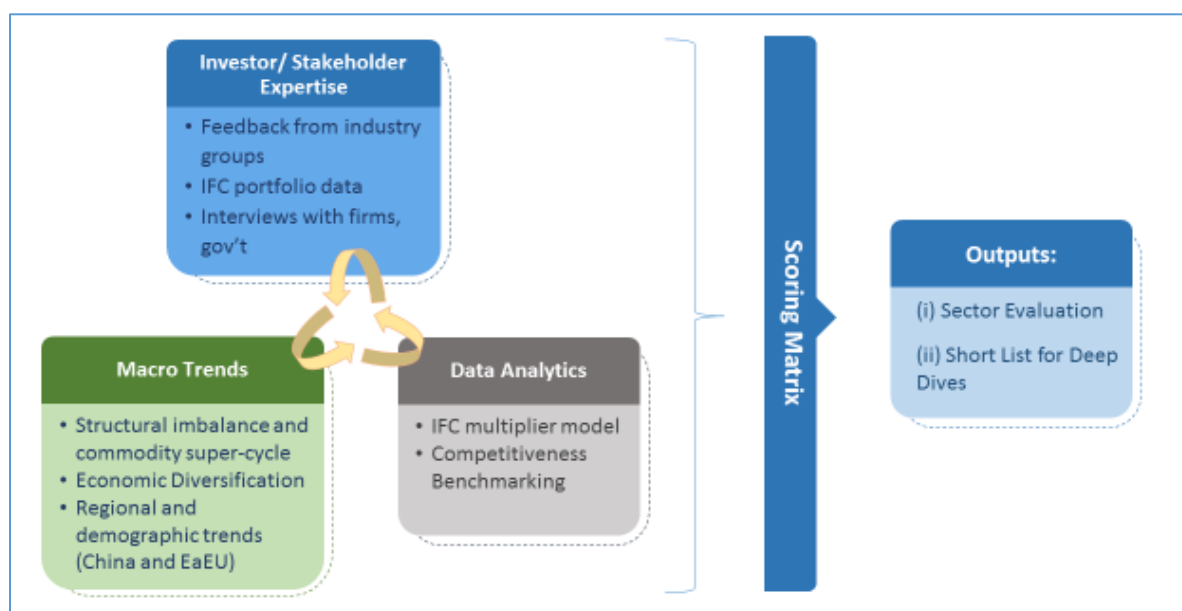 Investor/ Stakeholder
Expertise
• Feedback from industry
groups
• IFC portfolio data
• Interviews with firms,
gov't
Macro Trends
• Structural imbalance and
commodity super-cycle
• Economic Diversification
• Regional and
demographic trends
(China and EaEU)
Data Analytics
• IFC multiplier model
• Competitiveness
Benchmarking
Scoring Matrix
Outputs:
(i) Sector Evaluation
(ii) Short List for Deep
Dives